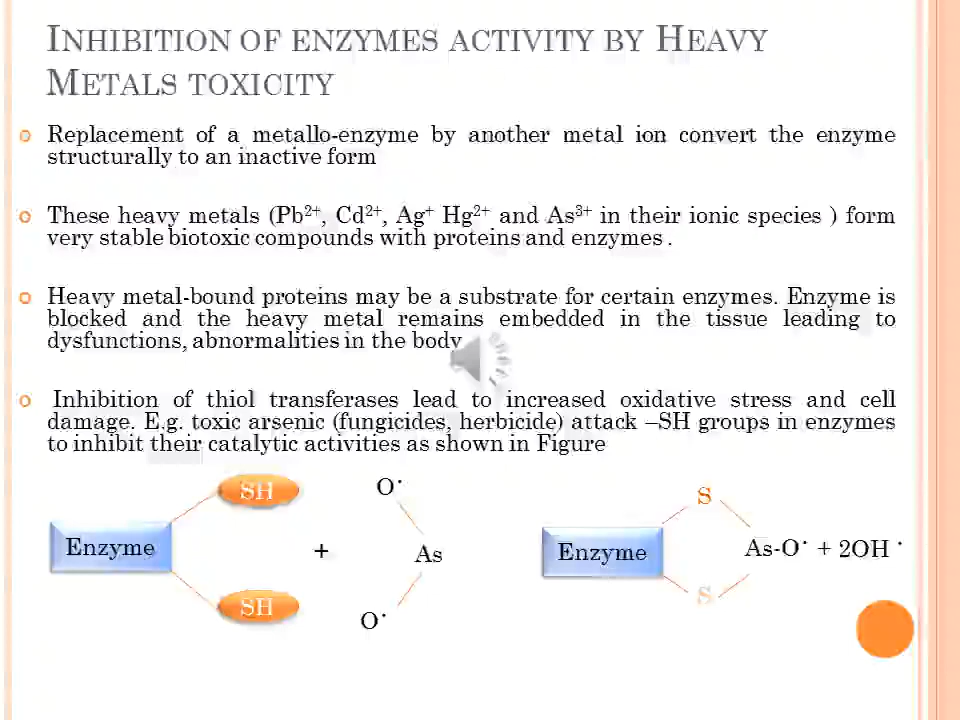 INHIBITION OF ENZYMES ACTIVITY BY HEAVY
METALS TOXICITY
Replacement of a metallo-enzyme by another metal ion convert the enzyme
structurally to an inactive form
These heavy metals (Pb²⁺, Cd²⁺, Ag⁺ Hg²⁺ and As³⁺ in their ionic species ) form
very stable biotoxic compounds with proteins and enzymes .
Heavy metal-bound proteins may be a substrate for certain enzymes. Enzyme is
blocked and the heavy metal remains embedded in the tissue leading to
dysfunctions, abnormalities in the body
Inhibition of thiol transferases lead to increased oxidative stress and cell
damage. E.g. toxic arsenic (fungicides, herbicide) attack –SH groups in enzymes
to inhibit their catalytic activities as shown in Figure
SH
O˙
S
Enzyme
+
As
Enzyme
As-O˙ + 2OH ˙
SH
O˙
S